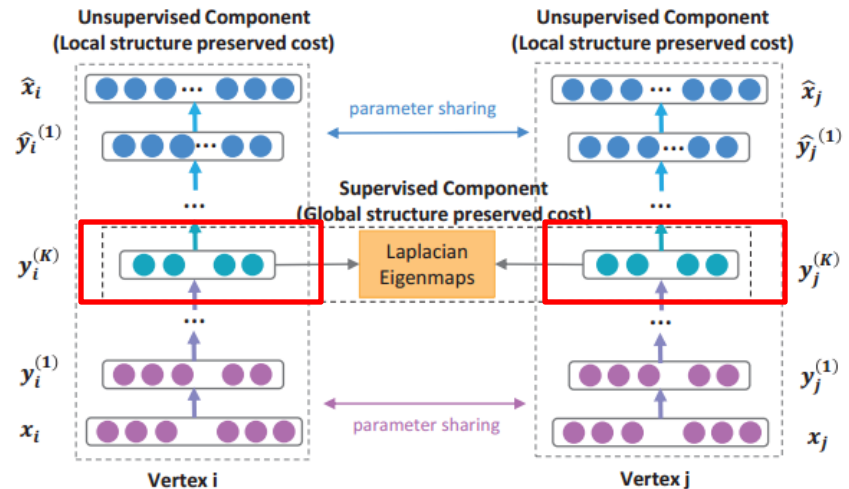 Unsupervised Component
(Local structure preserved cost)
Unsupervised Component
(Local structure preserved cost)
x̂ᵢ
...
parameter sharing
...
x̂ⱼ
ŷᵢ⁽¹⁾
...
...
ŷⱼ⁽¹⁾
...
Supervised Component
(Global structure preserved cost)
...
yᵢ⁽ᴷ⁾
Laplacian
Eigenmaps
yⱼ⁽ᴷ⁾
...
...
yᵢ⁽¹⁾
yⱼ⁽¹⁾
xᵢ
parameter sharing
xⱼ
Vertex i
Vertex j